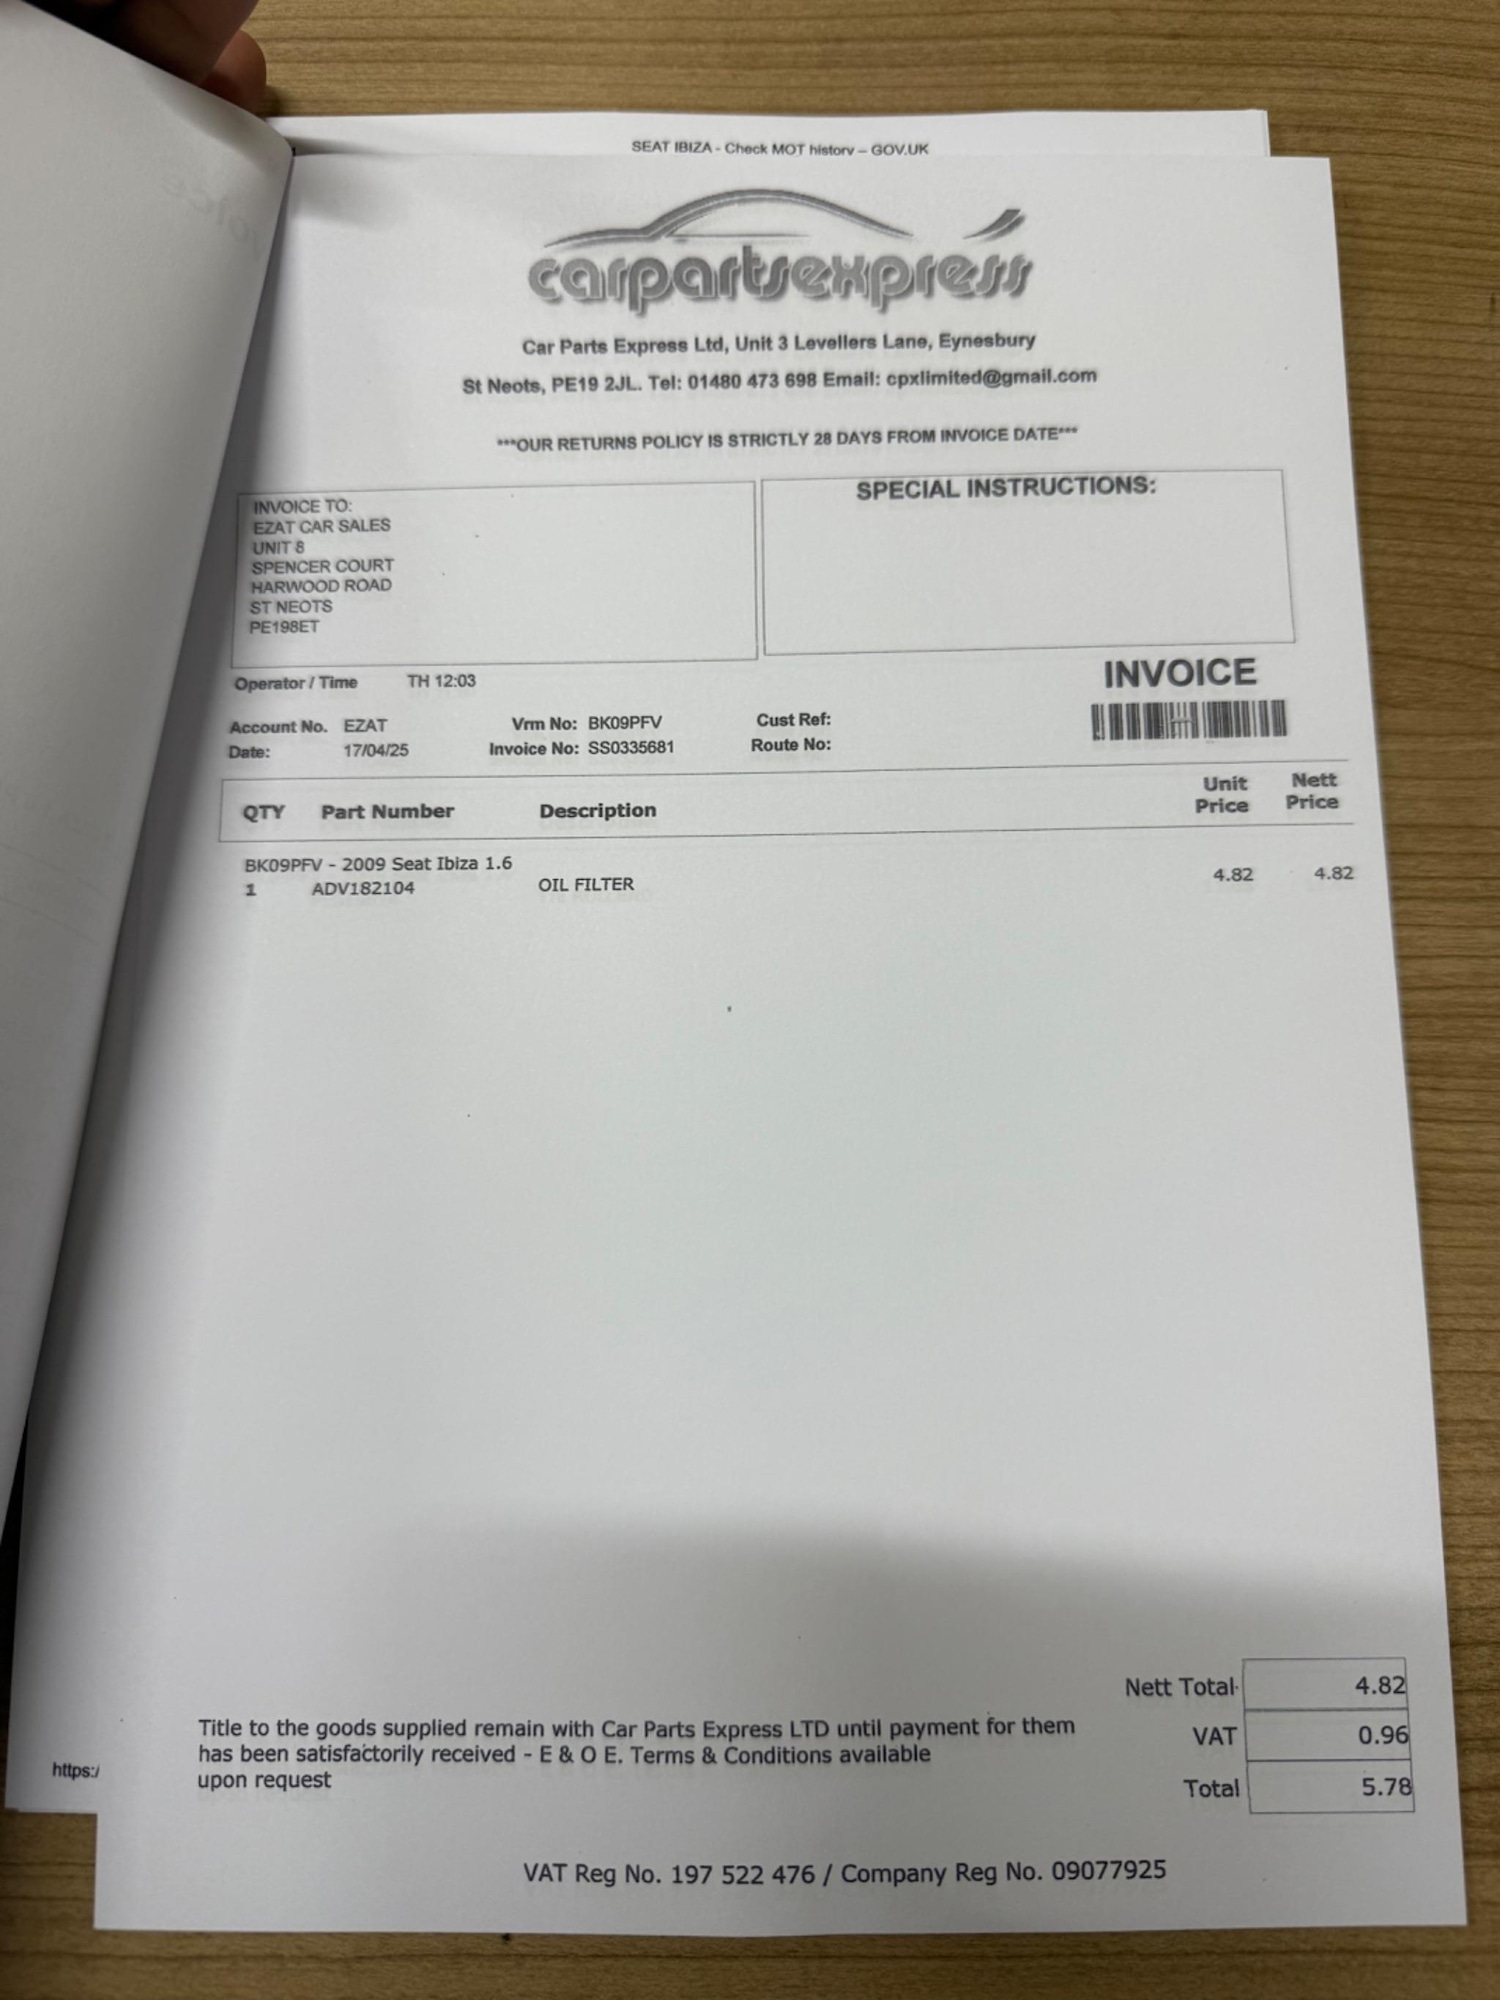 SEAT IBIZA - Check MOT history – GOV.UK
carpartsexpress
Car Parts Express Ltd, Unit 3 Levellers Lane, Eynesbury
St Neots, PE19 2JL. Tel: 01480 473 698 Email: cpxlimited@gmail.com
***OUR RETURNS POLICY IS STRICTLY 28 DAYS FROM INVOICE DATE***
INVOICE TO:
EZAT CAR SALES
UNIT 8
SPENCER COURT
HARWOOD ROAD
ST NEOTS
PE198ET
SPECIAL INSTRUCTIONS:
Operator / Time TH 12:03
INVOICE
Account No. EZAT Vrm No: BK09PFV Cust Ref:
Date: 17/04/25 Invoice No: SS0335681 Route No:
QTY Part Number Description Unit Price Nett Price
BK09PFV - 2009 Seat Ibiza 1.6
1 ADV182104 OIL FILTER 4.82 4.82
Nett Total 4.82
VAT 0.96
Total 5.78
Title to the goods supplied remain with Car Parts Express LTD until payment for them
has been satisfactorily received - E & O E. Terms & Conditions available
upon request
https:/
VAT Reg No. 197 522 476 / Company Reg No. 09077925